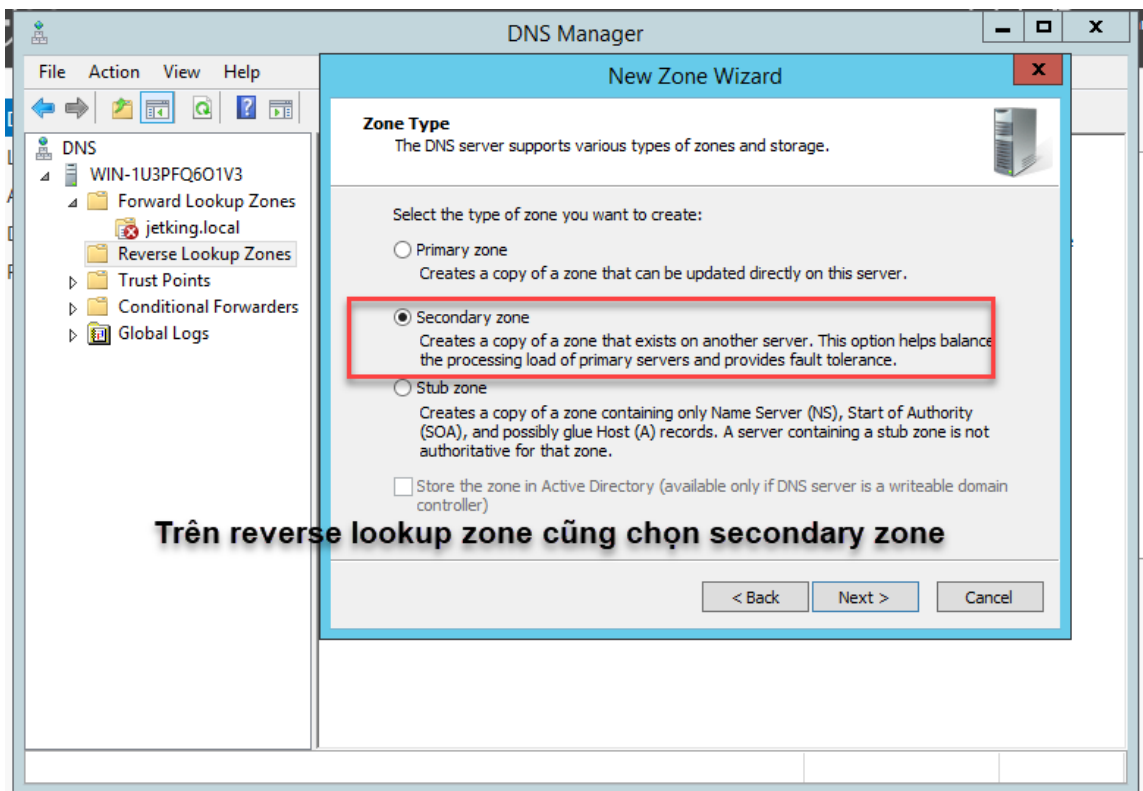 DNS Manager
File Action View Help
DNS
WIN-1U3PFQ6O1V3
Forward Lookup Zones
jetking.local
Reverse Lookup Zones
Trust Points
Conditional Forwarders
Global Logs
New Zone Wizard
Zone Type
The DNS server supports various types of zones and storage.
Select the type of zone you want to create:
Primary zone
Creates a copy of a zone that can be updated directly on this server.
Secondary zone
Creates a copy of a zone that exists on another server. This option helps balance
the processing load of primary servers and provides fault tolerance.
Stub zone
Creates a copy of a zone containing only Name Server (NS), Start of Authority
(SOA), and possibly glue Host (A) records. A server containing a stub zone is not
authoritative for that zone.
Store the zone in Active Directory (available only if DNS server is a writeable domain
controller)
Trên reverse lookup zone cũng chọn secondary zone
< Back Next > Cancel